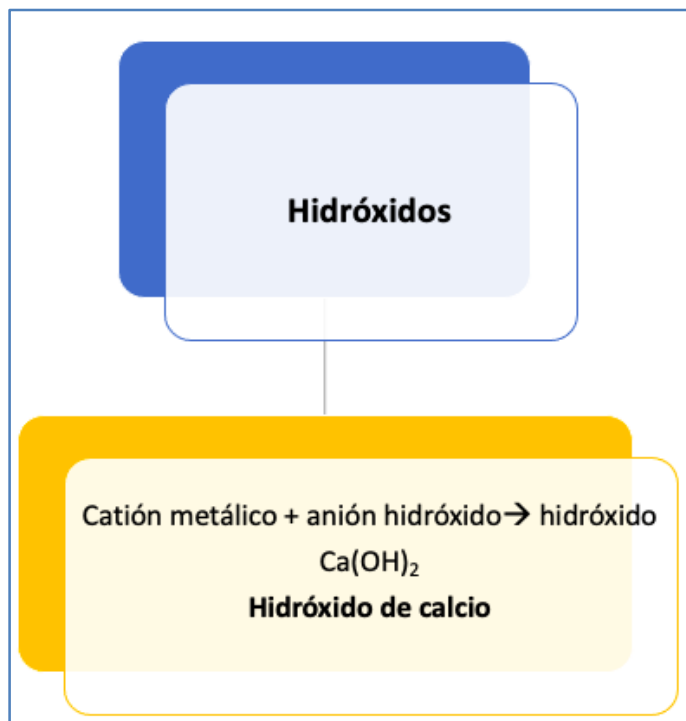 Hidróxidos
Catión metálico + anión hidróxido→ hidróxido
Ca(OH)₂
Hidróxido de calcio